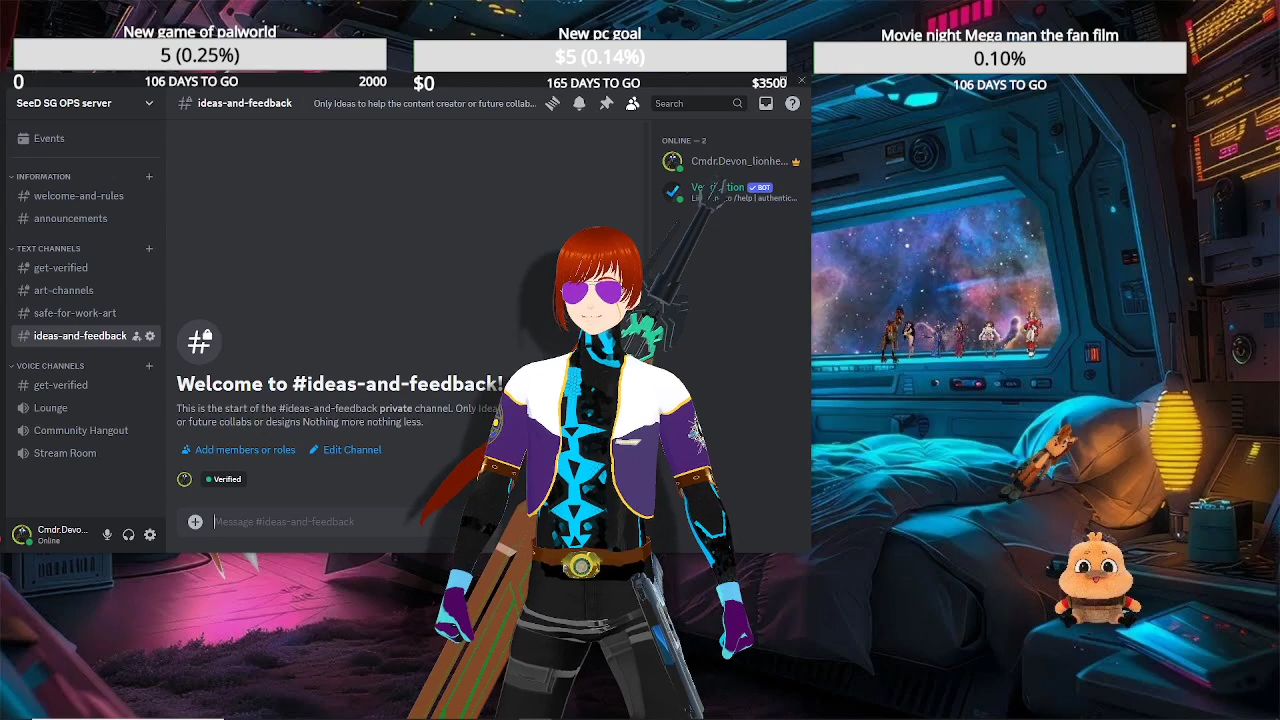 New game of palworld
5 (0.25%)
0
106 DAYS TO GO
2000
New pc goal
$5 (0.14%)
$0
165 DAYS TO GO
$3500
Movie night Mega man the fan film
0.10%
106 DAYS TO GO
SeeD SG OPS server
ideas-and-feedback
Only Ideas to help the content creator or future collab...
Search
Events
INFORMATION
welcome-and-rules
announcements
TEXT CHANNELS
get-verified
art-channels
safe-for-work-art
ideas-and-feedback
VOICE CHANNELS
get-verified
Lounge
Community Hangout
Stream Room
Cmdr.Devo...
Online
Welcome to #ideas-and-feedback!
This is the start of the #ideas-and-feedback private channel. Only
or future collabs or designs Nothing more nothing less.
Add members or roles
Edit Channel
Verified
Message #ideas-and-feedback
ONLINE — 2
Cmdr.Devon_lionhe...
BOT
/help | authentic...